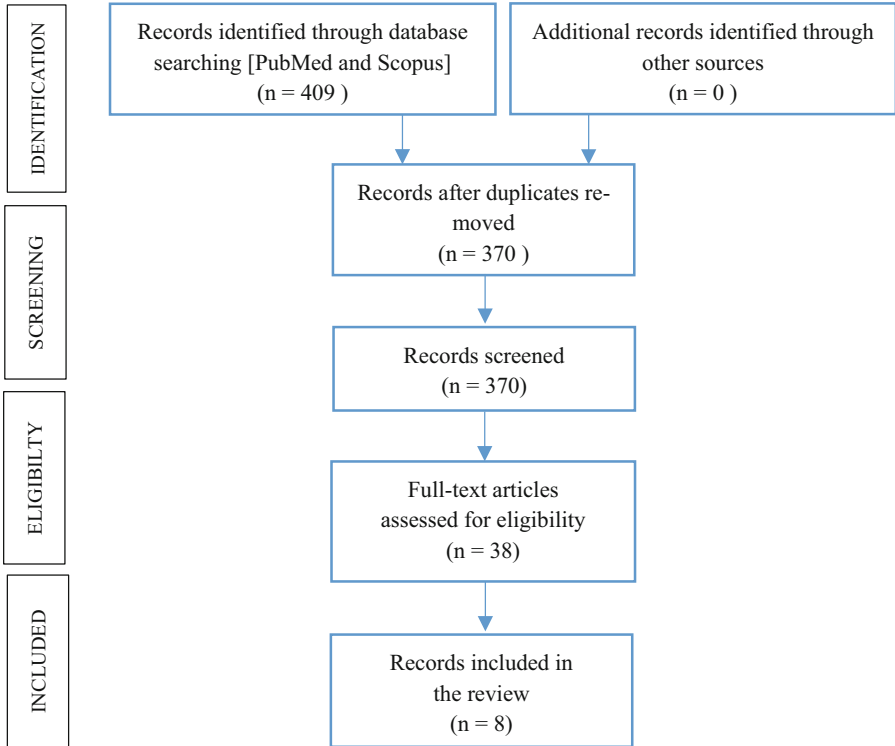 IDENTIFICATION
Records identified through database
searching [PubMed and Scopus]
(n = 409 )
Additional records identified through
other sources
(n = 0 )
Records after duplicates re-
moved
(n = 370 )
SCREENING
Records screened
(n = 370)
ELIGIBILTY
Full-text articles
assessed for eligibility
(n = 38)
INCLUDED
Records included in
the review
(n = 8)